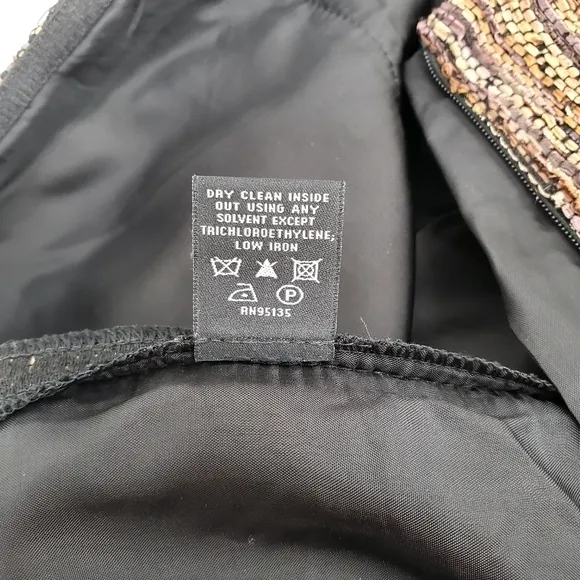 DRY CLEAN INSIDE
OUT USING ANY
SOLVENT EXCEPT
TRICHLOROETHYLENE,
LOW IRON
P
RN95135